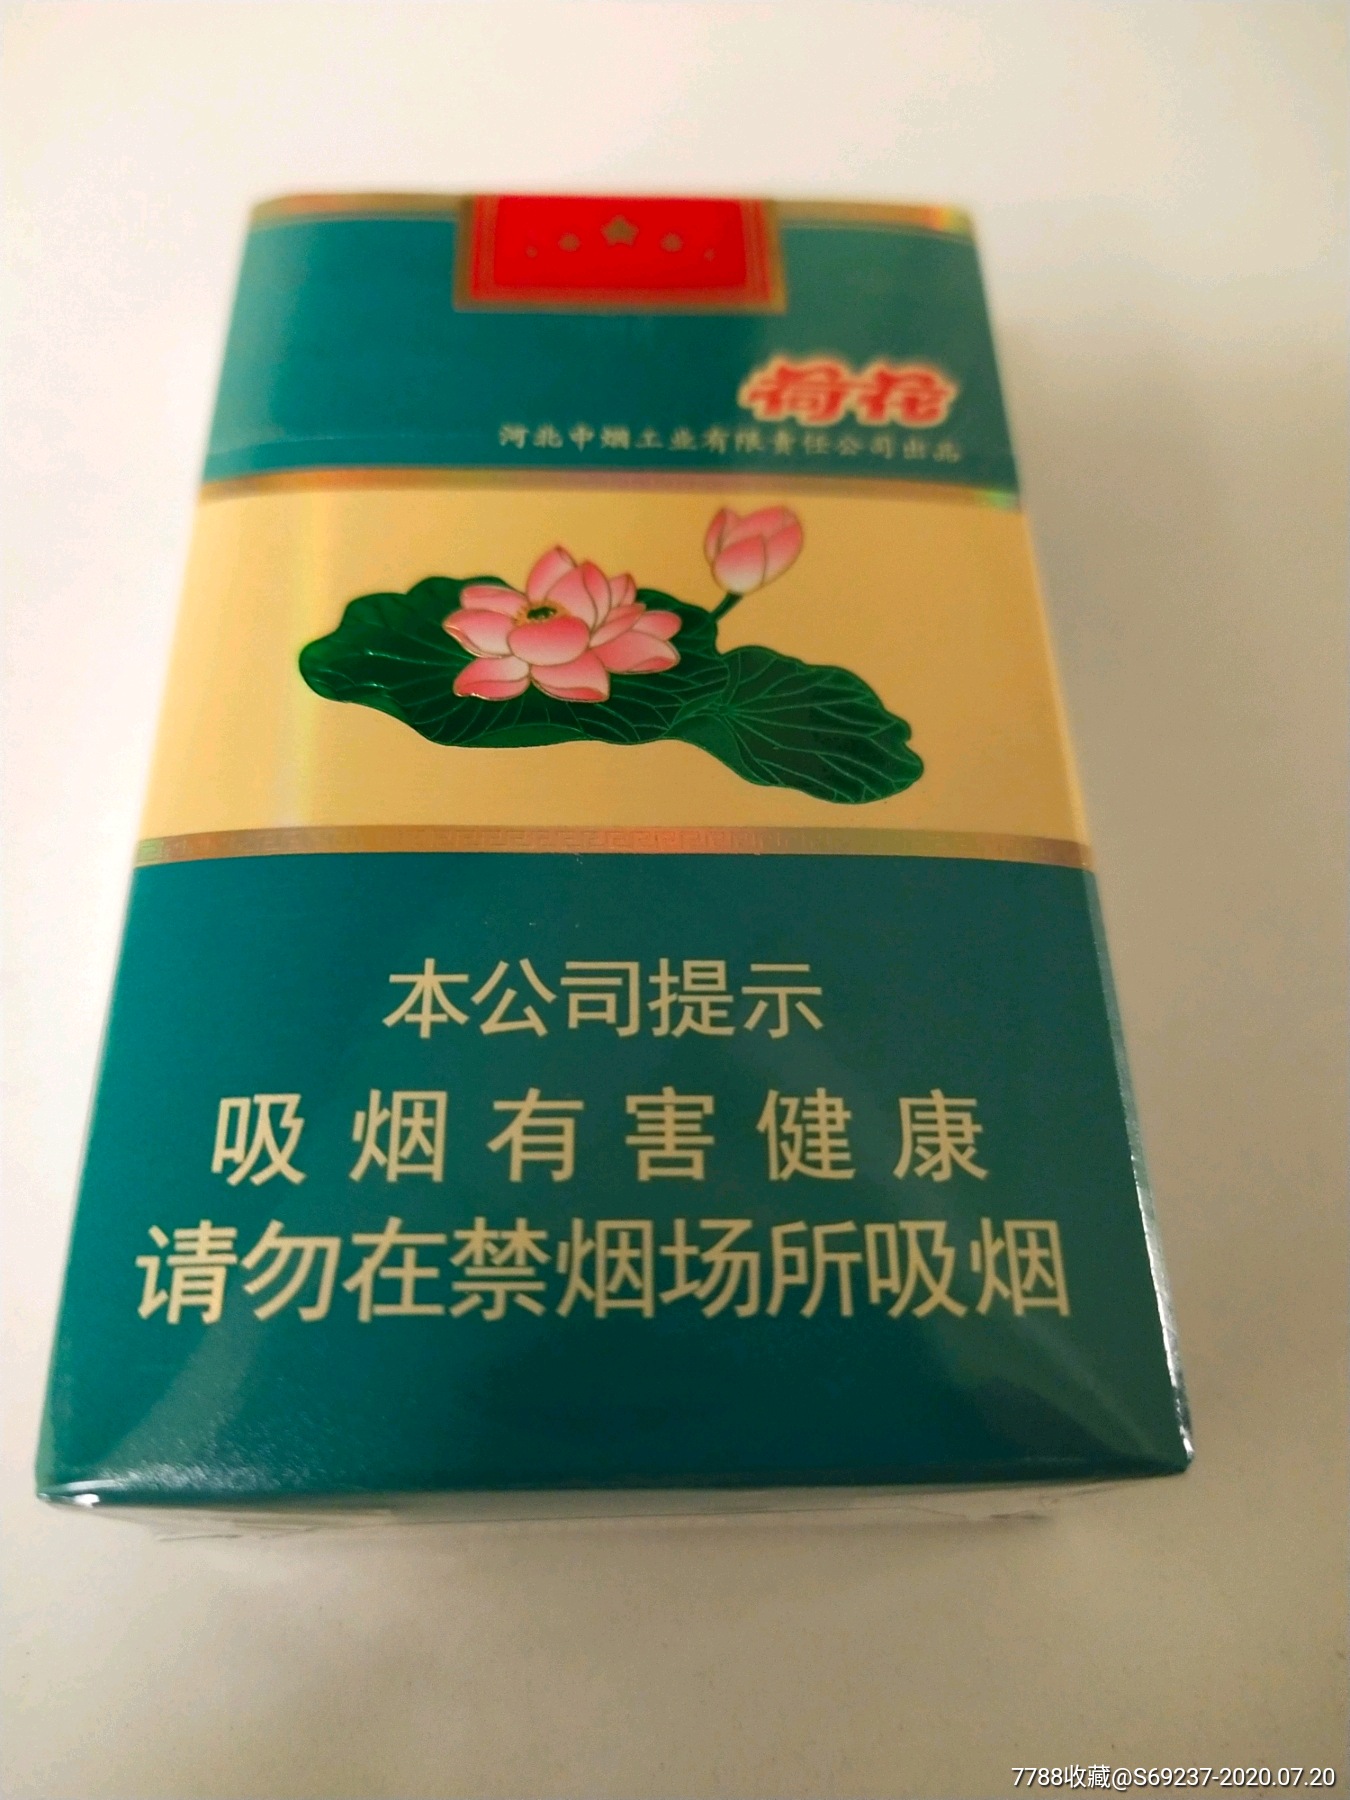 荷花
河北中烟工业有限责任公司出品
本公司提示
吸烟有害健康
请勿在禁烟场所吸烟
7788收藏@S69237-2020.07.20